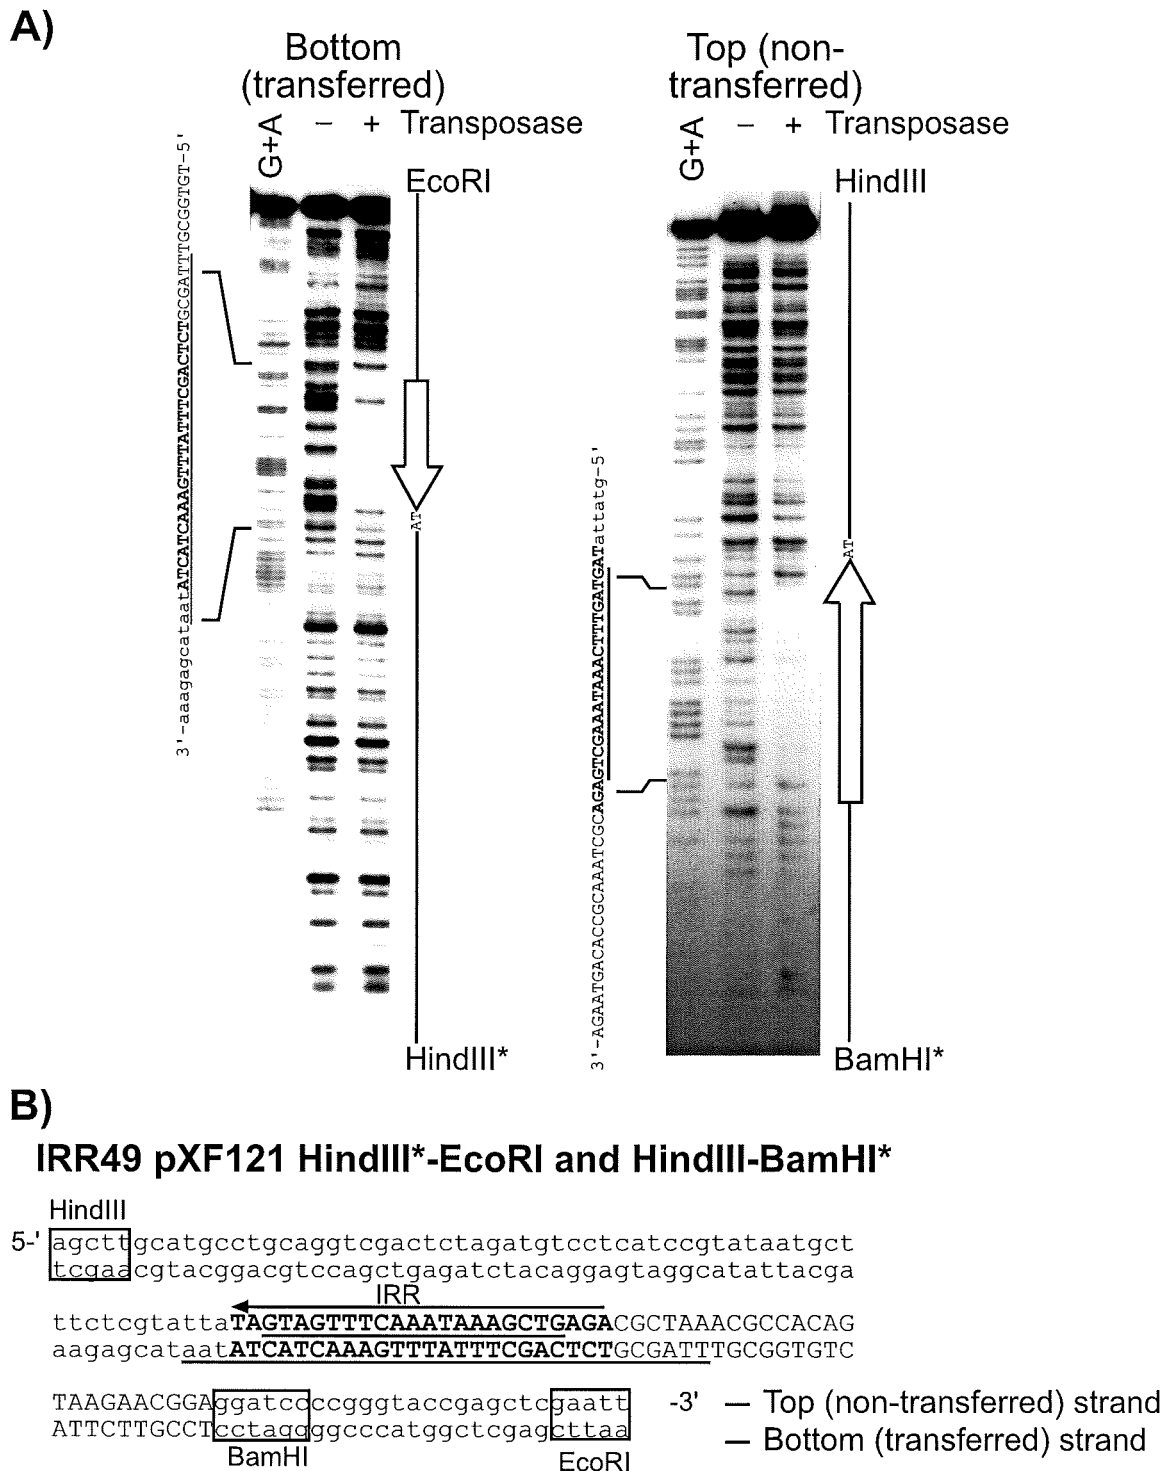 A)
Bottom
(transferred)
G+A
– + Transposase
EcoRI
AT
HindIII*
3'-aaagagcataatATCATCAAAGTTTATTTCGACTCTGCGATTTGCGGTGT-5'
Top (non-
transferred)
G+A
– + Transposase
HindIII
AT
BamHI*
3'-AGAATGACACCGCAAATCGCAGAGTCGAAATAAACTTTGATGATattatg-5'
B)
IRR49 pXF121 HindIII*-EcoRI and HindIII-BamHI*
HindIII
5-' agcttgcatgcctgcaggtcgactctagatgtcctcatccgtataatgct
tcgaacgtacggacgtccagctgagatctacaggagtaggcatattacga
IRR
ttctcgtattaTAGTAGTTTCAAATAAAGCTGAGACGCTAAACGCCACAG
aagagcataatATCATCAAAGTTTATTTCGACTCTGCGATTTGCGGTGTC
TAAGAACGGAggatccccgggtaccgagctcgaatt -3'
ATTCTTGCCTcctaggggcccatggctcgagcttaa
BamHI
EcoRI
– Top (non-transferred) strand
– Bottom (transferred) strand